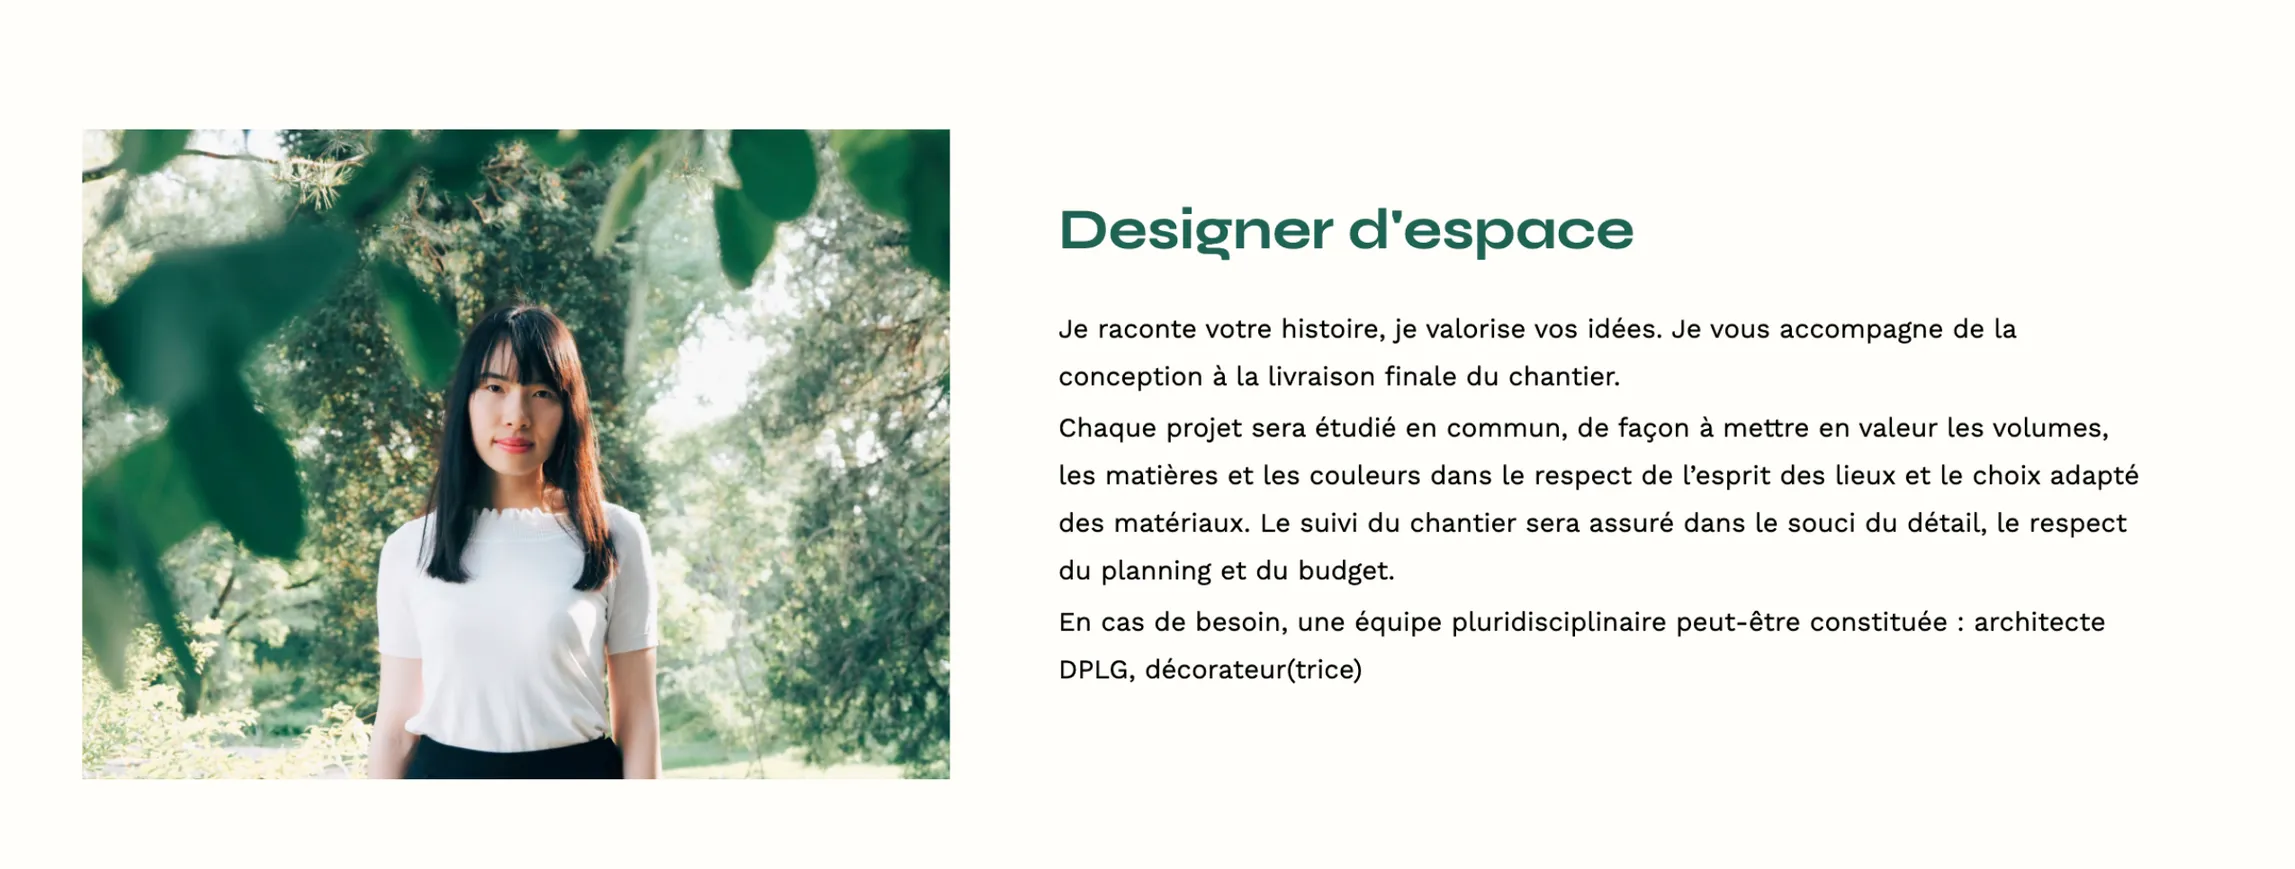 Designer d'espace
Je raconte votre histoire, je valorise vos idées. Je vous accompagne de la
conception à la livraison finale du chantier.
Chaque projet sera étudié en commun, de façon à mettre en valeur les volumes,
les matières et les couleurs dans le respect de l’esprit des lieux et le choix adapté
des matériaux. Le suivi du chantier sera assuré dans le souci du détail, le respect
du planning et du budget.
En cas de besoin, une équipe pluridisciplinaire peut-être constituée : architecte
DPLG, décorateur(trice)